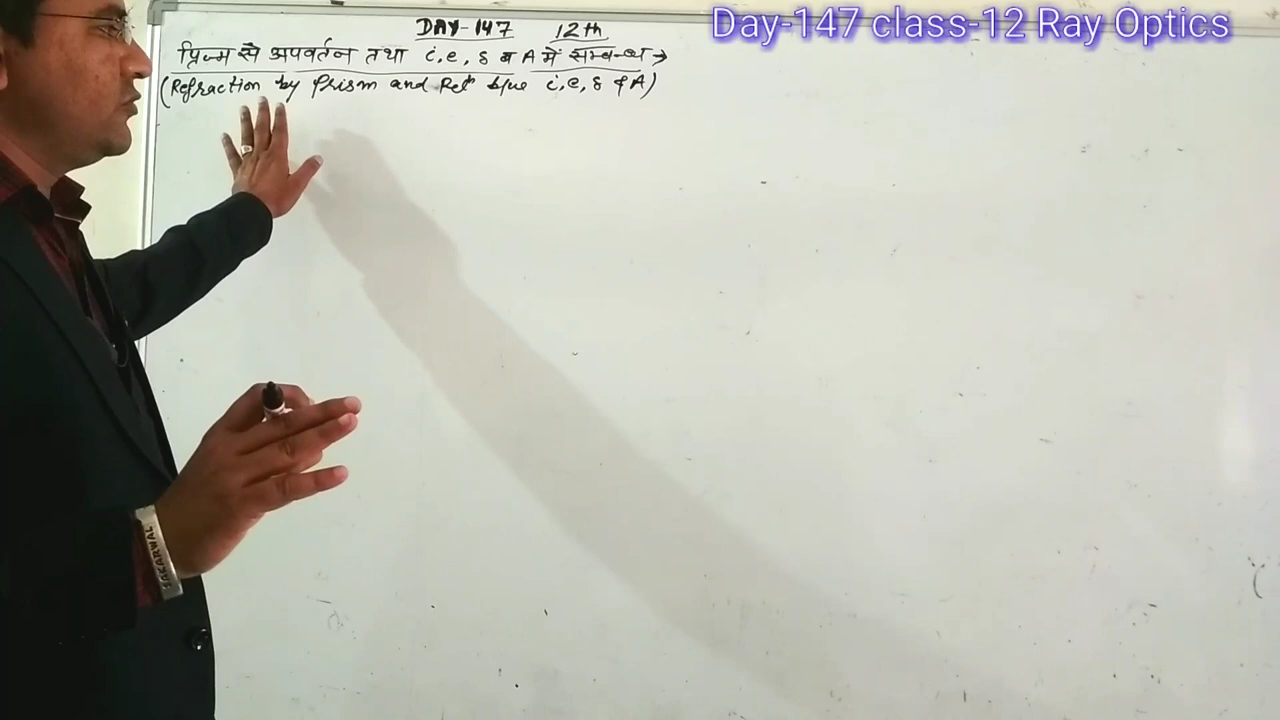 Day-147 class-12 Ray Optics
DAY-147 12th
प्रिज्म से अपवर्तन तथा i, e, δ व A में सम्बन्ध →
(Refraction by Prism and Relⁿ b/w i, e, δ & A)
AGARWAL